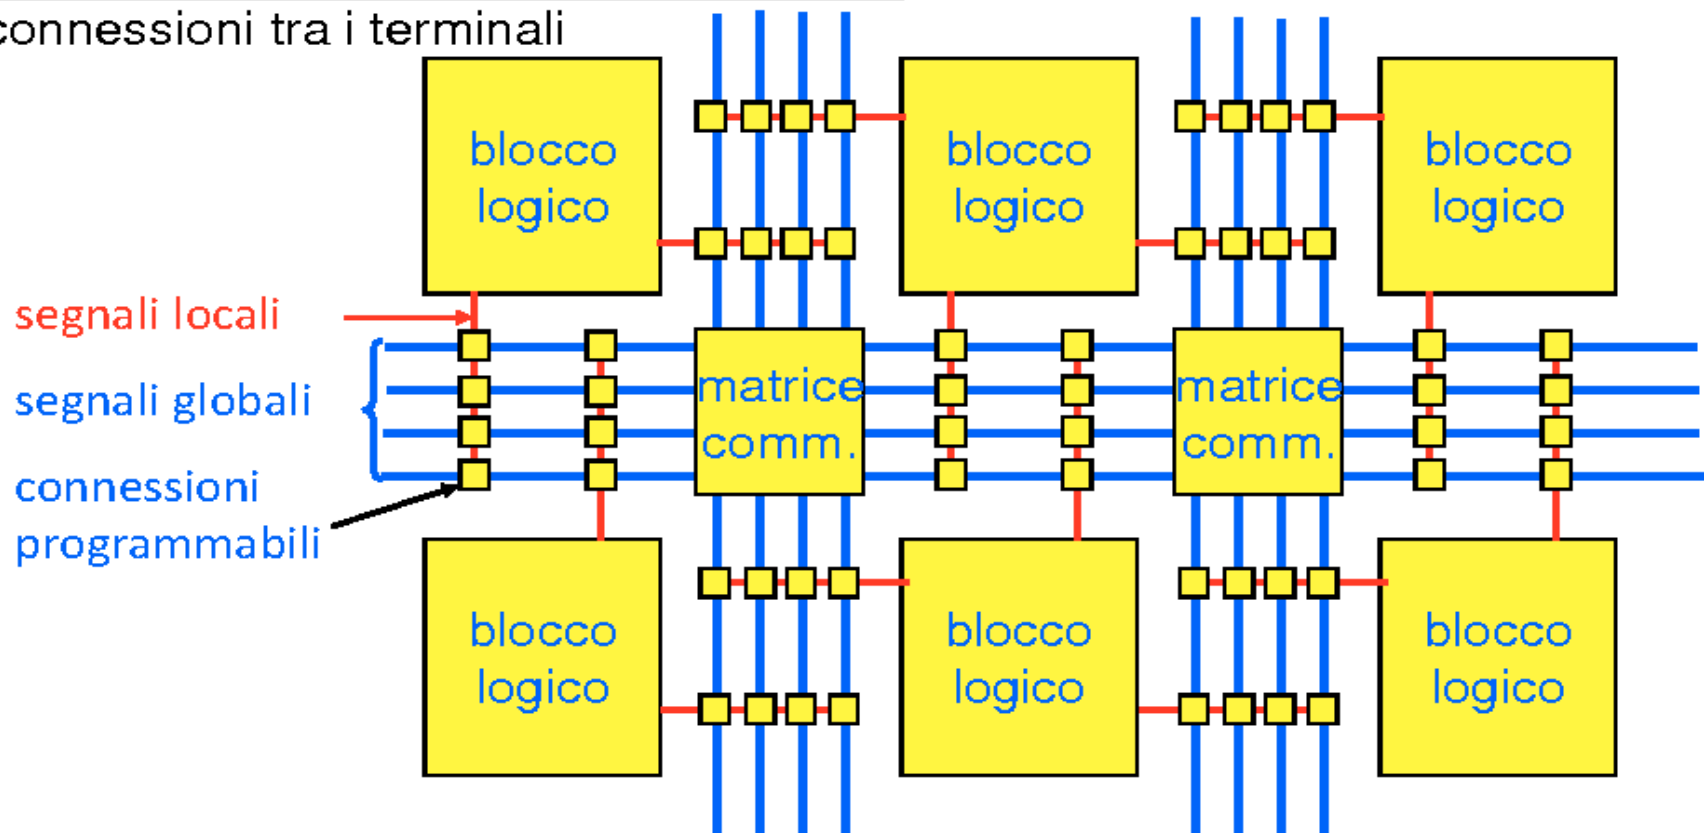 connessioni tra i terminali
blocco
logico
blocco
logico
blocco
logico
segnali locali
segnali globali
connessioni
programmabili
matrice
comm.
matrice
comm.
blocco
logico
blocco
logico
blocco
logico